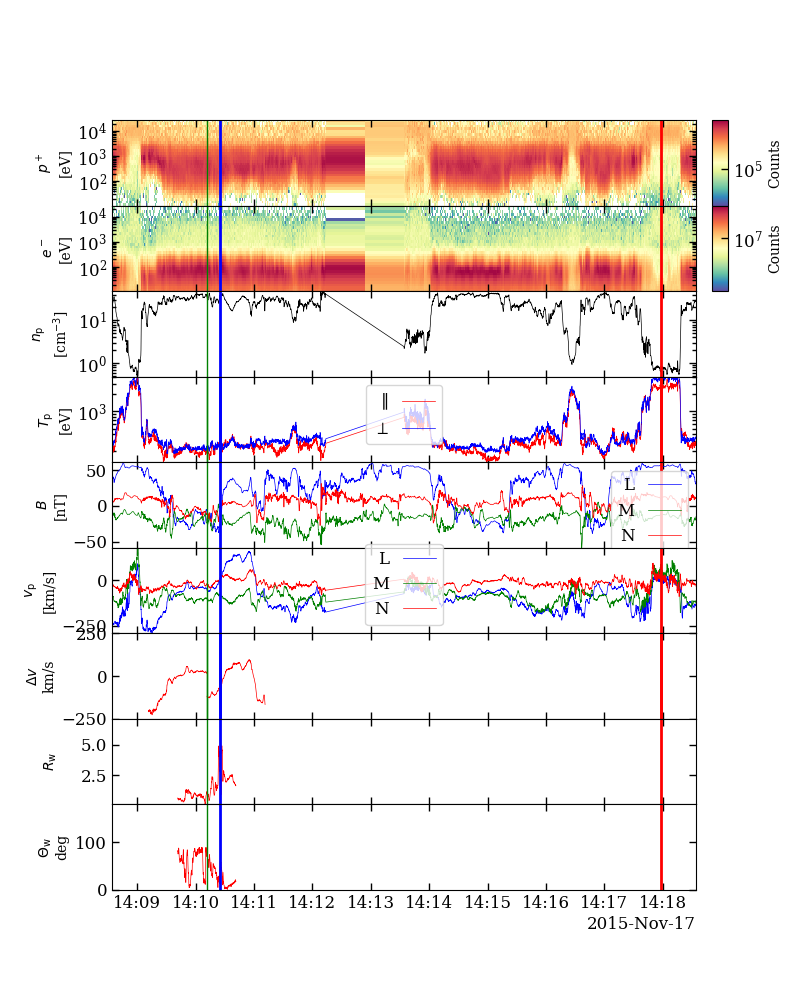 p⁺ [eV]
10⁴
10³
10²
10⁵
Counts
e⁻ [eV]
10⁴
10³
10²
10⁷
Counts
nₚ [cm⁻³]
10¹
10⁰
Tₚ [eV]
10³
∥
⊥
B [nT]
50
0
−50
L
M
N
vₚ [km/s]
0
−250
L
M
N
Δv km/s
250
0
−250
R_w
5.0
2.5
Θ_w deg
100
0
14:09 14:10 14:11 14:12 14:13 14:14 14:15 14:16 14:17 14:18
2015-Nov-17